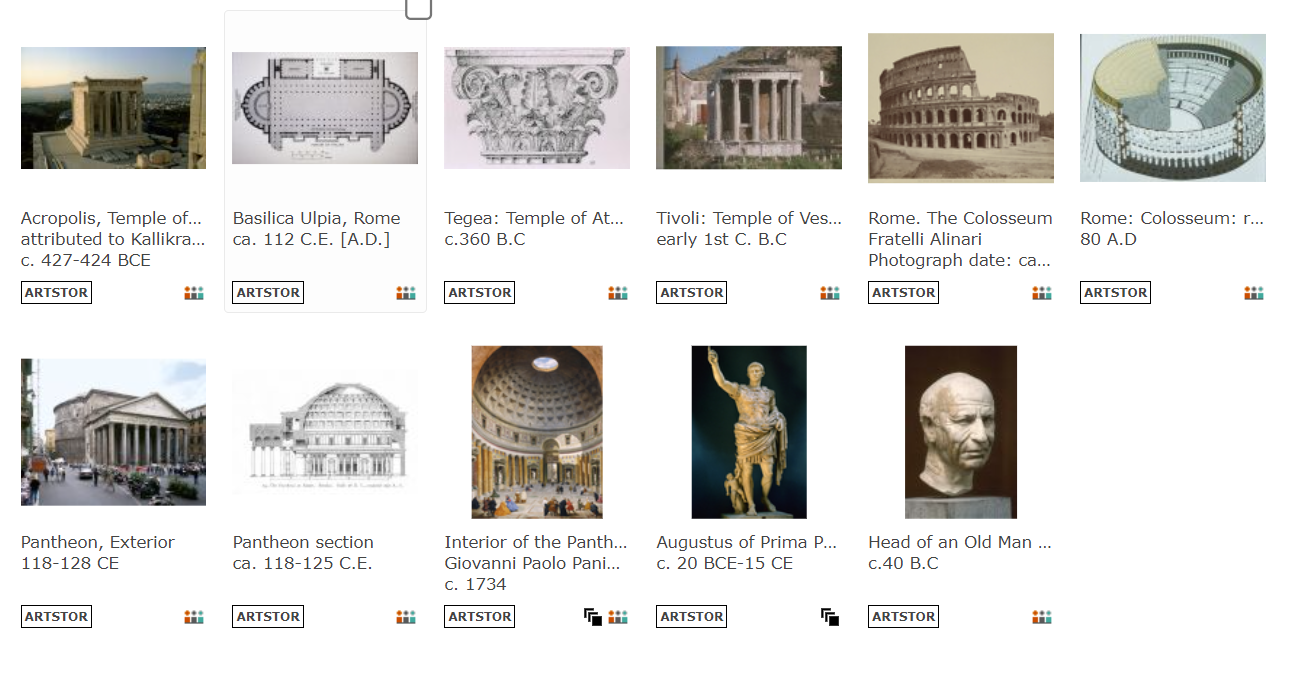 Acropolis, Temple of...
attributed to Kallikra...
c. 427-424 BCE
ARTSTOR
Basilica Ulpia, Rome
ca. 112 C.E. [A.D.]
ARTSTOR
Tegea: Temple of At...
c.360 B.C
ARTSTOR
Tivoli: Temple of Ves...
early 1st C. B.C
ARTSTOR
Rome. The Colosseum
Fratelli Alinari
Photograph date: ca...
ARTSTOR
Rome: Colosseum: r...
80 A.D
ARTSTOR
Pantheon, Exterior
118-128 CE
ARTSTOR
Pantheon section
ca. 118-125 C.E.
ARTSTOR
Interior of the Panth...
Giovanni Paolo Pani...
c. 1734
ARTSTOR
Augustus of Prima P...
c. 20 BCE-15 CE
ARTSTOR
Head of an Old Man ...
c.40 B.C
ARTSTOR